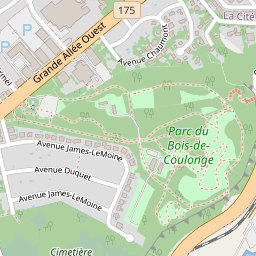 175
La Cité
Grande Allée Ouest
Avenue Chaumont
Parc du
Bois-de-
Coulonge
Avenue James-LeMoine
Avenue Duquet
Avenue James-LeMoine
Cimetière